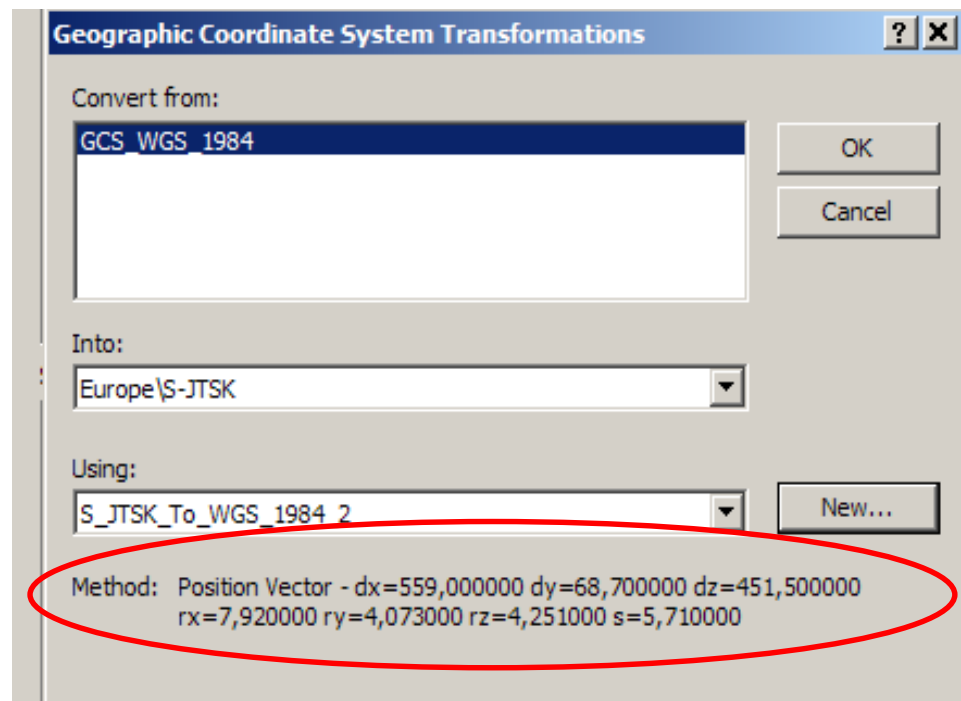 Geographic Coordinate System Transformations
Convert from:
GCS_WGS_1984
OK
Cancel
Into:
Europe\S-JTSK
Using:
S_JTSK_To_WGS_1984_2
New...
Method: Position Vector - dx=559,000000 dy=68,700000 dz=451,500000
rx=7,920000 ry=4,073000 rz=4,251000 s=5,710000